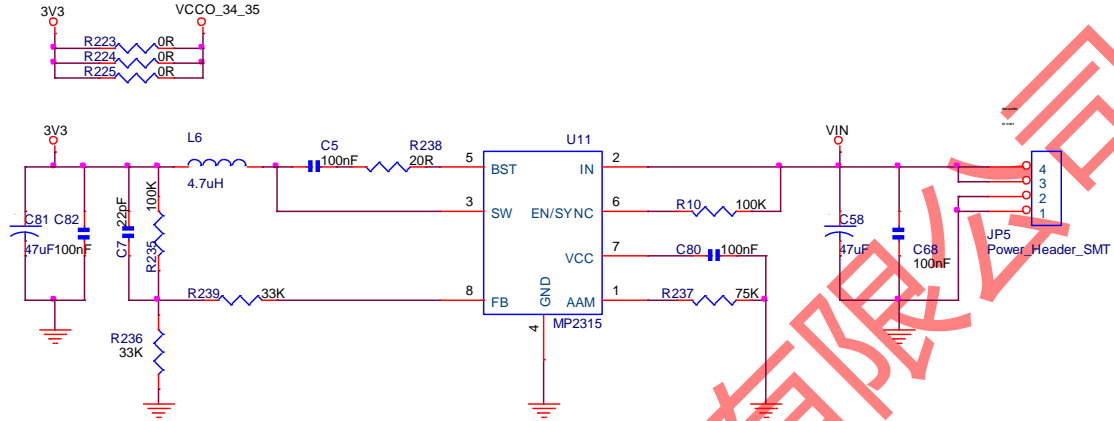 3V3
VCCO_34_35
R223
0R
R224
0R
R225
0R
3V3
L6
4.7uH
C5
100nF
R238
20R
U11
5
BST
IN
2
3
SW
EN/SYNC
6
VCC
7
8
FB
GND
AAM
1
4
MP2315
VIN
R10
100K
C80
100nF
R237
75K
C81
47uF
C82
100nF
C7
22pF
100K
R235
R239
33K
R236
33K
C58
47uF
C68
100nF
4
3
2
1
JP5
Power_Header_SMT
有限公司